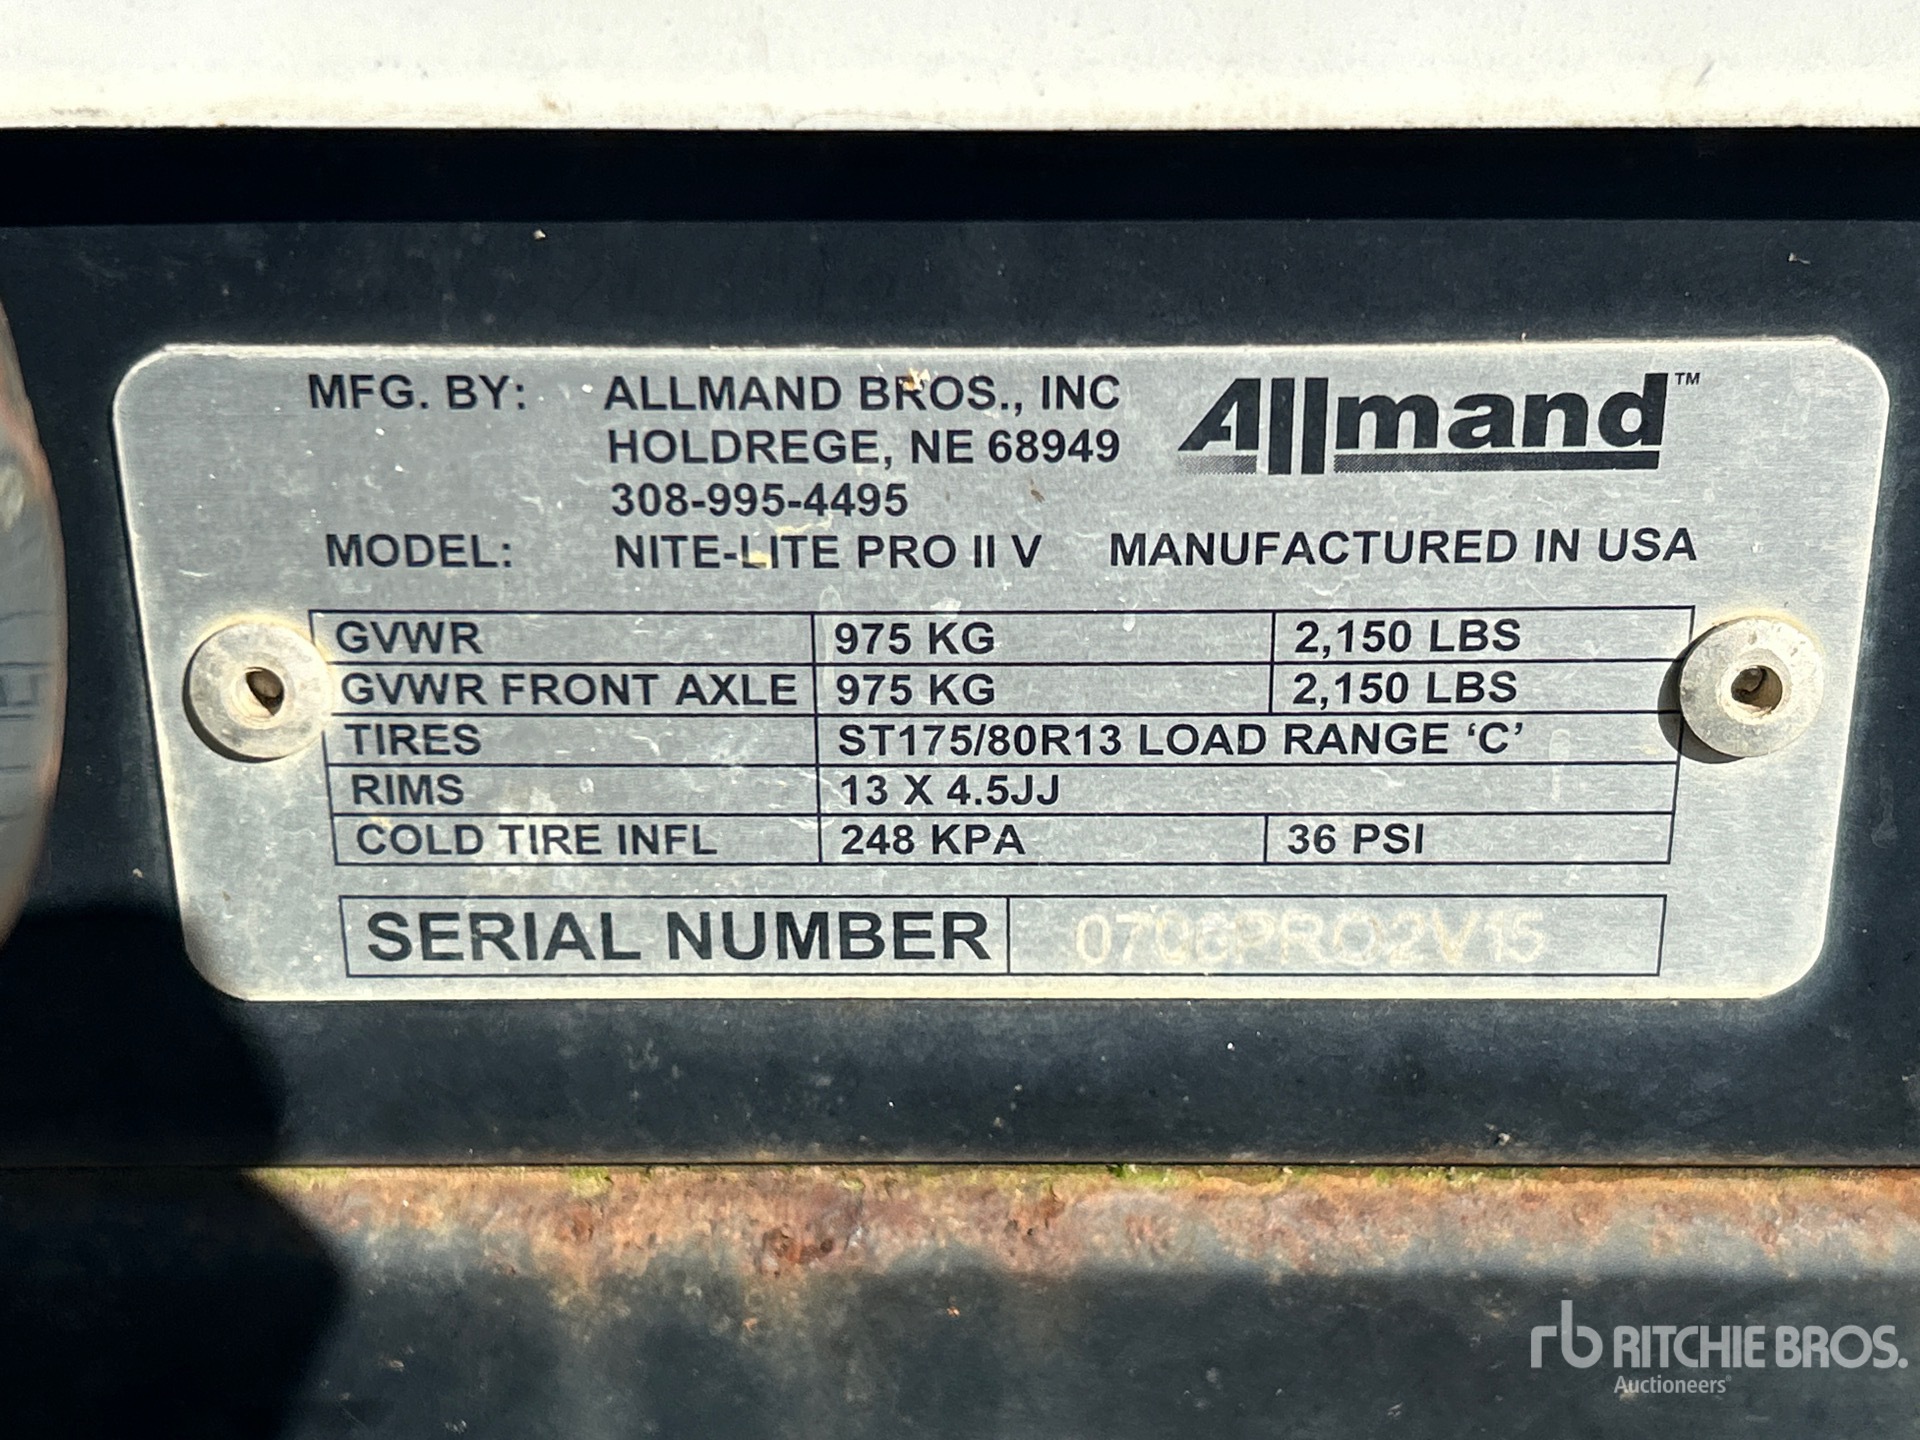 MFG. BY: ALLMAND BROS., INC
HOLDREGE, NE 68949
308-995-4495
Allmand™
MODEL: NITE-LITE PRO II V MANUFACTURED IN USA
GVWR 975 KG 2,150 LBS
GVWR FRONT AXLE 975 KG 2,150 LBS
TIRES ST175/80R13 LOAD RANGE ‘C’
RIMS 13 X 4.5JJ
COLD TIRE INFL 248 KPA 36 PSI
SERIAL NUMBER 0706PRO2V15
rb RITCHIE BROS.
Auctioneers®